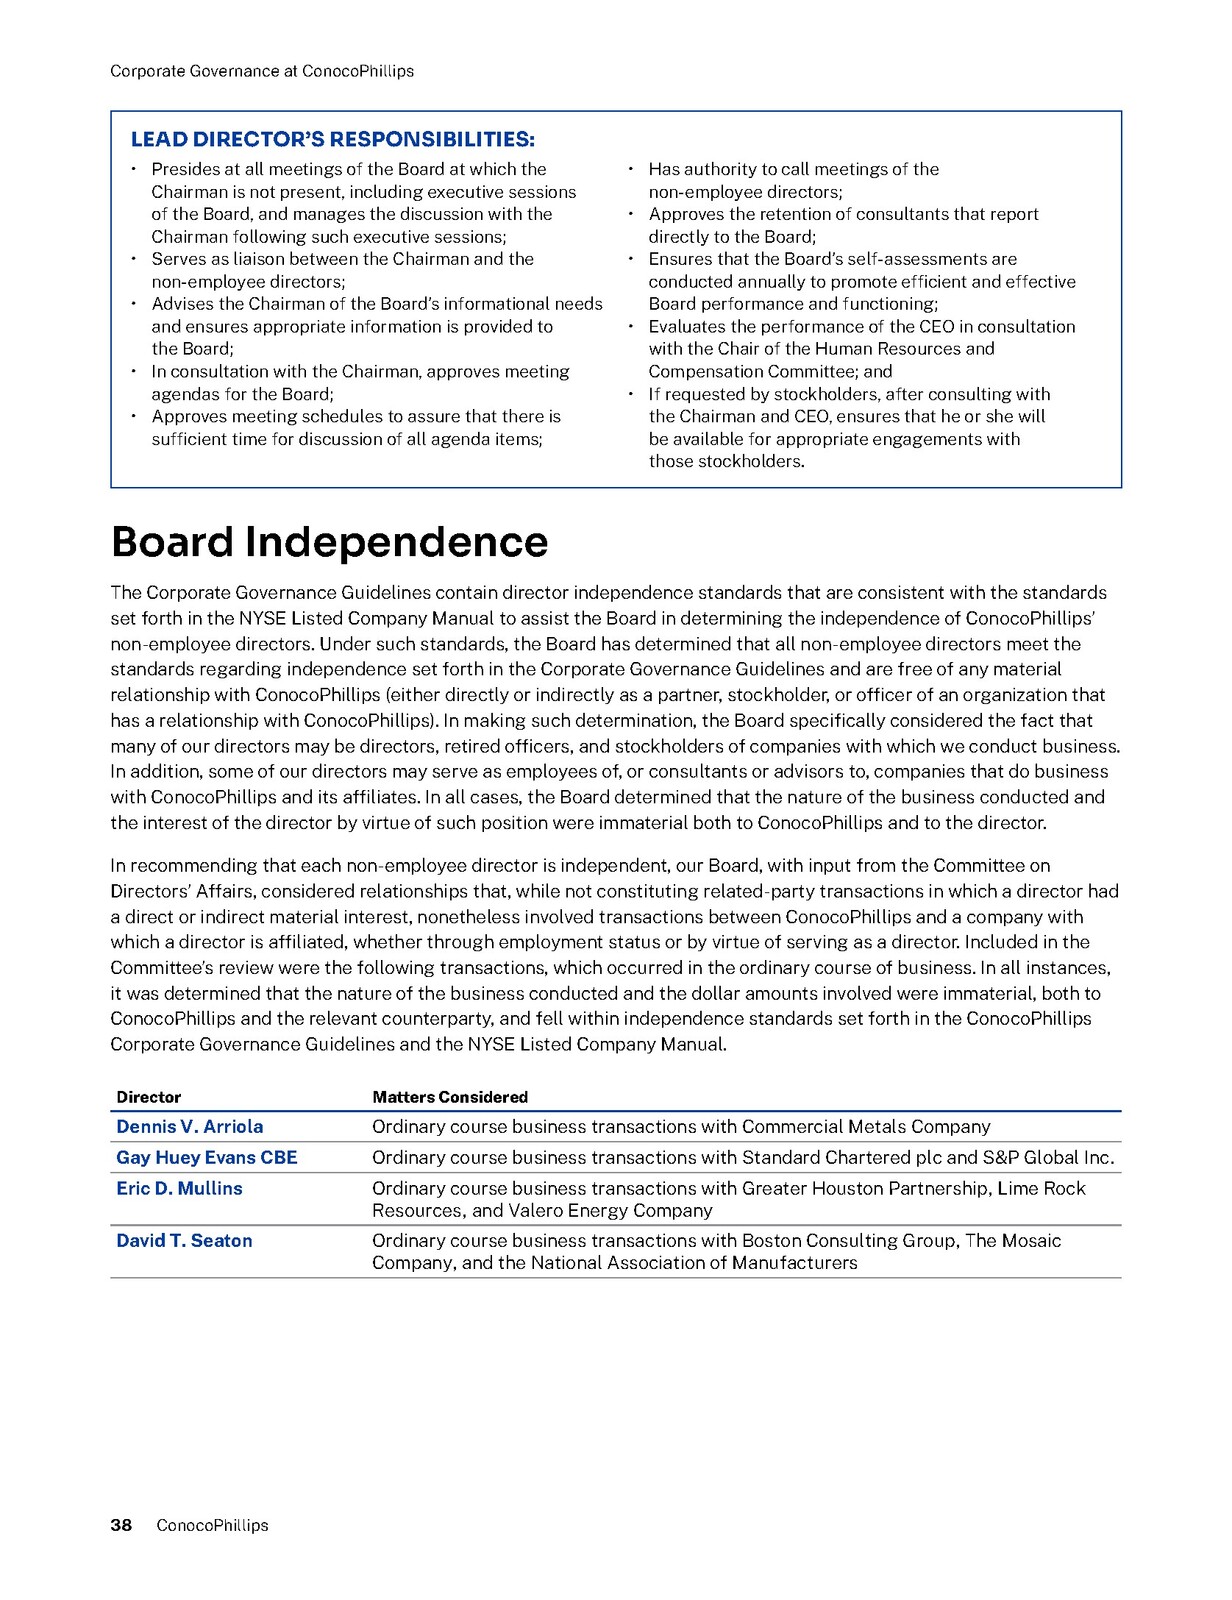 Corporate Governance at ConocoPhillips
LEAD DIRECTOR’S RESPONSIBILITIES:
• Presides at all meetings of the Board at which the
Chairman is not present, including executive sessions
of the Board, and manages the discussion with the
Chairman following such executive sessions;
• Serves as liaison between the Chairman and the
non-employee directors;
• Advises the Chairman of the Board’s informational needs
and ensures appropriate information is provided to
the Board;
• In consultation with the Chairman, approves meeting
agendas for the Board;
• Approves meeting schedules to assure that there is
sufficient time for discussion of all agenda items;
• Has authority to call meetings of the
non-employee directors;
• Approves the retention of consultants that report
directly to the Board;
• Ensures that the Board’s self-assessments are
conducted annually to promote efficient and effective
Board performance and functioning;
• Evaluates the performance of the CEO in consultation
with the Chair of the Human Resources and
Compensation Committee; and
• If requested by stockholders, after consulting with
the Chairman and CEO, ensures that he or she will
be available for appropriate engagements with
those stockholders.
Board Independence
The Corporate Governance Guidelines contain director independence standards that are consistent with the standards
set forth in the NYSE Listed Company Manual to assist the Board in determining the independence of ConocoPhillips’
non-employee directors. Under such standards, the Board has determined that all non-employee directors meet the
standards regarding independence set forth in the Corporate Governance Guidelines and are free of any material
relationship with ConocoPhillips (either directly or indirectly as a partner, stockholder, or officer of an organization that
has a relationship with ConocoPhillips). In making such determination, the Board specifically considered the fact that
many of our directors may be directors, retired officers, and stockholders of companies with which we conduct business.
In addition, some of our directors may serve as employees of, or consultants or advisors to, companies that do business
with ConocoPhillips and its affiliates. In all cases, the Board determined that the nature of the business conducted and
the interest of the director by virtue of such position were immaterial both to ConocoPhillips and to the director.
In recommending that each non-employee director is independent, our Board, with input from the Committee on
Directors’ Affairs, considered relationships that, while not constituting related-party transactions in which a director had
a direct or indirect material interest, nonetheless involved transactions between ConocoPhillips and a company with
which a director is affiliated, whether through employment status or by virtue of serving as a director. Included in the
Committee’s review were the following transactions, which occurred in the ordinary course of business. In all instances,
it was determined that the nature of the business conducted and the dollar amounts involved were immaterial, both to
ConocoPhillips and the relevant counterparty, and fell within independence standards set forth in the ConocoPhillips
Corporate Governance Guidelines and the NYSE Listed Company Manual.
Director Matters Considered
Dennis V. Arriola Ordinary course business transactions with Commercial Metals Company
Gay Huey Evans CBE Ordinary course business transactions with Standard Chartered plc and S&P Global Inc.
Eric D. Mullins Ordinary course business transactions with Greater Houston Partnership, Lime Rock
Resources, and Valero Energy Company
David T. Seaton Ordinary course business transactions with Boston Consulting Group, The Mosaic
Company, and the National Association of Manufacturers
38 ConocoPhillips